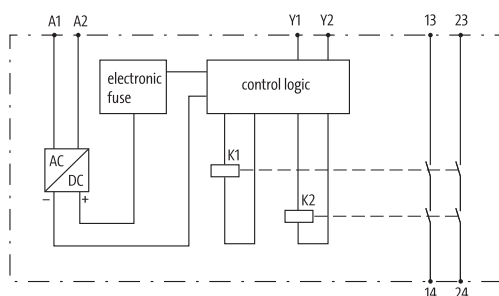 A1 A2 Y1 Y2 13 23
electronic
fuse
control logic
AC
DC
– +
K1
K2
14 24